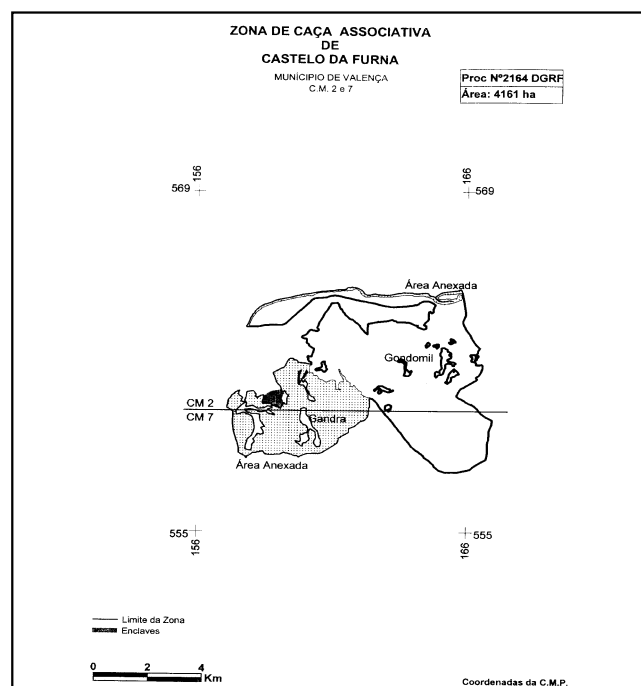 ZONA DE CAÇA ASSOCIATIVA
DE
CASTELO DA FURNA
MUNÍCIPIO DE VALENÇA
C.M. 2 e 7
Proc Nº2164 DGRF
Área: 4161 ha
156
166
569
569
Área Anexada
Gondomil
CM 2
CM 7
Gandra
Área Anexada
555
555
156
166
Limite da Zona
Enclaves
0 2 4
Km
Coordenadas da C.M.P.